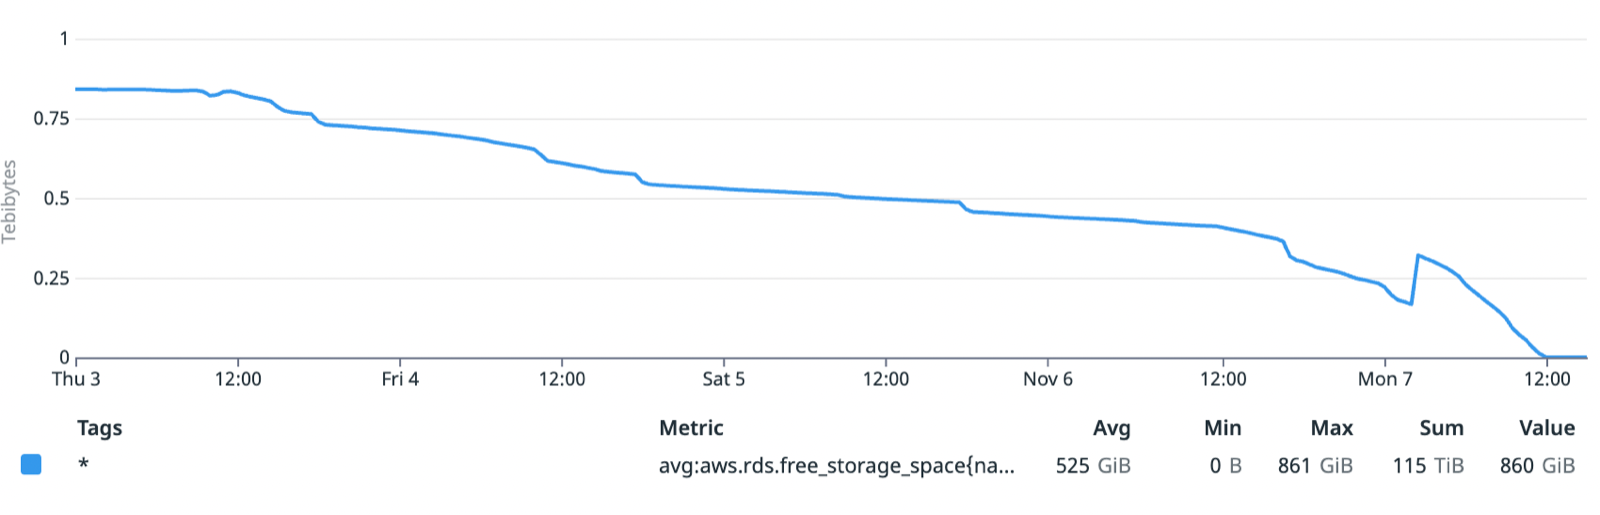 1
0.75
0.5
0.25
0
Tebibytes
Thu 3 12:00 Fri 4 12:00 Sat 5 12:00 Nov 6 12:00 Mon 7 12:00
Tags Metric Avg Min Max Sum Value
* avg:aws.rds.free_storage_space{na... 525 GiB 0 B 861 GiB 115 TiB 860 GiB